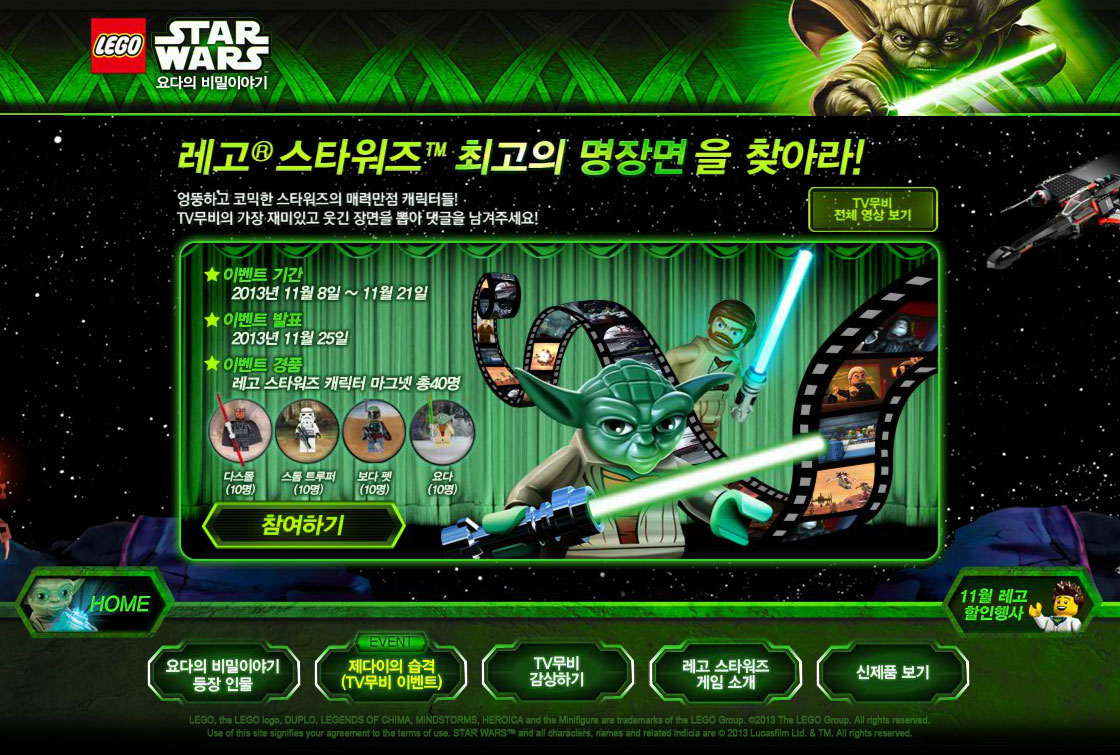 LEGO
STAR
WARS
요다의 비밀이야기
레고® 스타워즈™ 최고의 명장면을 찾아라!
엉뚱하고 코믹한 스타워즈의 매력만점 캐릭터들!
TV무비의 가장 재미있고 웃긴 장면을 뽑아 댓글을 남겨주세요!
TV무비
전체 영상 보기
이벤트 기간
2013년 11월 8일 ~ 11월 21일
이벤트 발표
2013년 11월 25일
이벤트 경품
레고 스타워즈 캐릭터 마그넷 총40명
다스몰
(10명)
스톰 트루퍼
(10명)
보다 펫
(10명)
요다
(10명)
참여하기
HOME
11월 레고
할인행사
요다의 비밀이야기
등장 인물
EVENT
제다이의 습격
(TV무비 이벤트)
TV무비
감상하기
레고 스타워즈
게임 소개
신제품 보기
LEGO, the LEGO logo, DUPLO, LEGENDS OF CHIMA, MINDSTORMS, HEROICA and the Minifigure are trademarks of the LEGO Group. ©2013 The LEGO Group. All rights reserved.
Use of this site signifies your agreement to the terms of use. STAR WARS™ and all characters, names and related indicia are © 2013 Lucasfilm Ltd. & TM. All rights reserved.